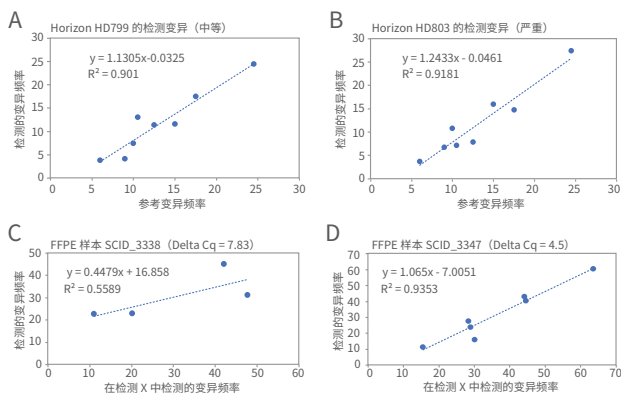 A
Horizon HD799 的检测变异（中等）
y = 1.1305x-0.0325
R² = 0.901
检测的变异频率
30
25
20
15
10
5
0
0 5 10 15 20 25 30
参考变异频率
B
Horizon HD803 的检测变异（严重）
y = 1.2433x - 0.0461
R² = 0.9181
检测的变异频率
30
25
20
15
10
5
0
0 5 10 15 20 25 30
参考变异频率
C
FFPE 样本 SCID_3338（Delta Cq = 7.83）
y = 0.4479x + 16.858
R² = 0.5589
检测的变异频率
50
40
30
20
10
0
0 10 20 30 40 50 60
在检测 X 中检测的变异频率
D
FFPE 样本 SCID_3347（Delta Cq = 4.5）
y = 1.065x - 7.0051
R² = 0.9353
检测的变异频率
70
60
50
40
30
20
10
0
0 10 20 30 40 50 60 70
在检测 X 中检测的变异频率